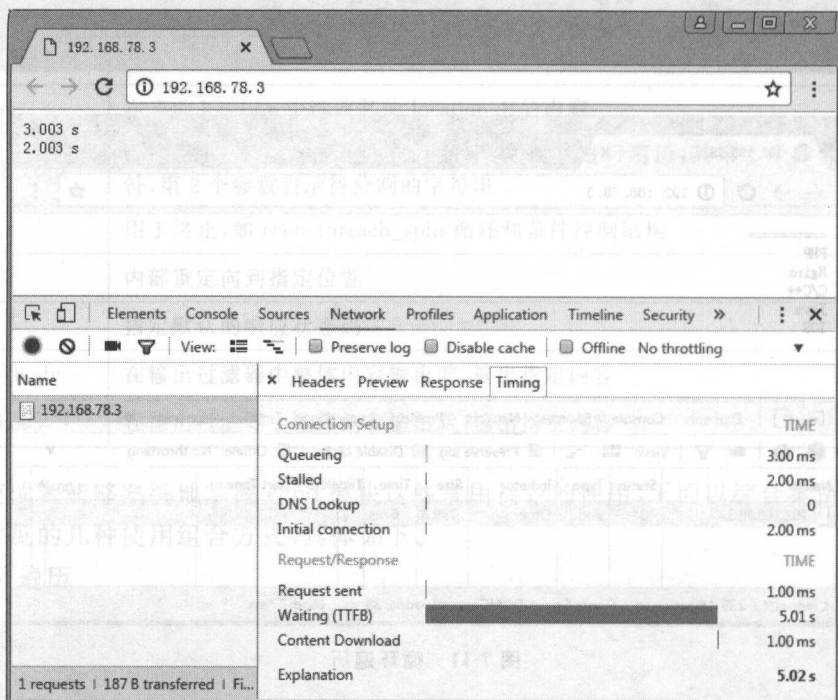 192.168.78.3
192.168.78.3
3.003 s
2.003 s
Elements Console Sources Network Profiles Application Timeline Security »
View: Preserve log Disable cache Offline No throttling
Name
Headers Preview Response Timing
192.168.78.3
Connection Setup TIME
Queueing 3.00 ms
Stalled 2.00 ms
DNS Lookup 0
Initial connection 2.00 ms
Request/Response TIME
Request sent 1.00 ms
Waiting (TTFB) 5.01 s
Content Download 1.00 ms
Explanation 5.02 s
1 requests | 187 B transferred | Fi...